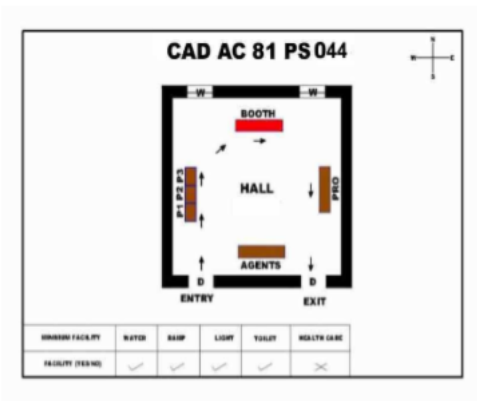 CAD AC 81 PS 044
N
W E
S
W W
BOOTH
P1 P2 P3
HALL
PRO
AGENTS
D D
ENTRY EXIT
FACILITY WATER RAMP LIGHT TOILET HEALTH CARE
FACILITY (YES/NO) ✓ ✓ ✓ ✓ ✕